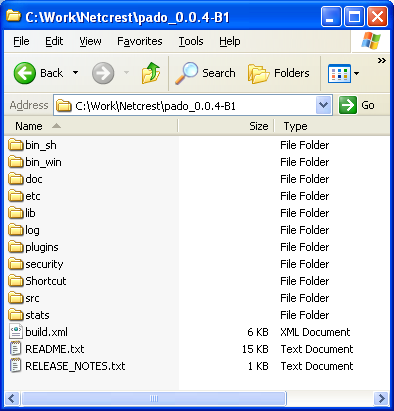 C:\Work\Netcrest\pado_0.0.4-B1
File Edit View Favorites Tools Help
Back Search Folders
Address C:\Work\Netcrest\pado_0.0.4-B1 Go
Name Size Type
bin_sh File Folder
bin_win File Folder
doc File Folder
etc File Folder
lib File Folder
log File Folder
plugins File Folder
security File Folder
Shortcut File Folder
src File Folder
stats File Folder
build.xml 6 KB XML Document
README.txt 15 KB Text Document
RELEASE_NOTES.txt 1 KB Text Document